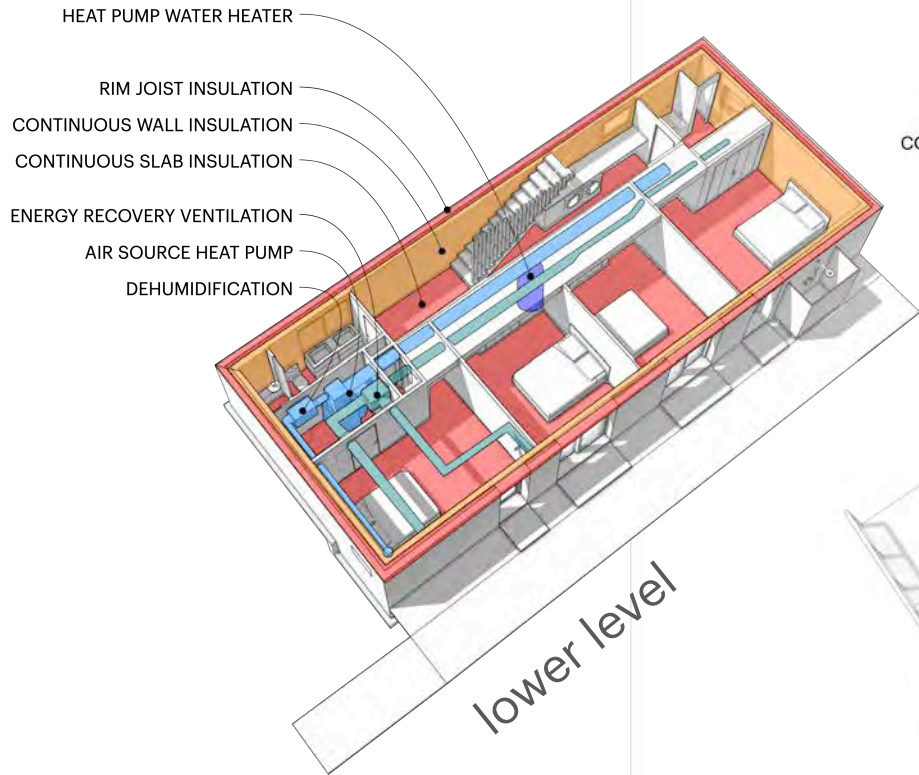 HEAT PUMP WATER HEATER
RIM JOIST INSULATION
CONTINUOUS WALL INSULATION
CONTINUOUS SLAB INSULATION
ENERGY RECOVERY VENTILATION
AIR SOURCE HEAT PUMP
DEHUMIDIFICATION
CO
lower level